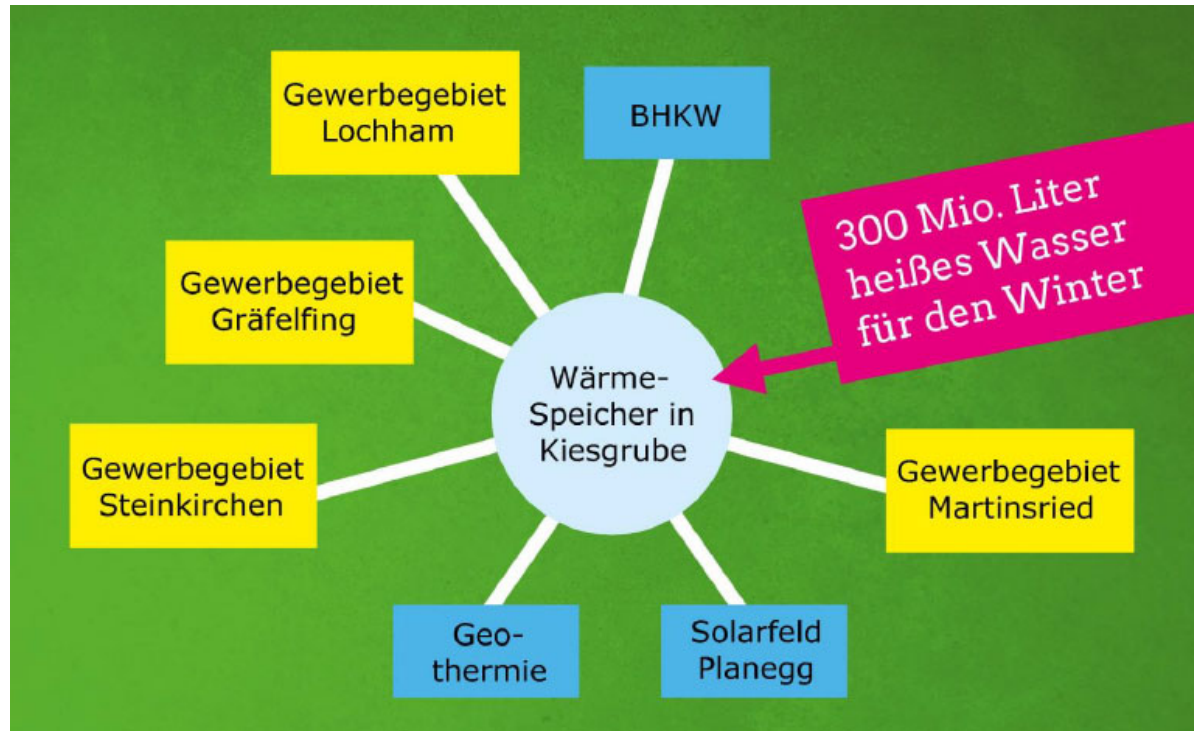 Gewerbegebiet
Lochham
BHKW
300 Mio. Liter
heißes Wasser
für den Winter
Gewerbegebiet
Gräfelfing
Wärme-
Speicher in
Kiesgrube
Gewerbegebiet
Steinkirchen
Gewerbegebiet
Martinsried
Geo-
thermie
Solarfeld
Planegg